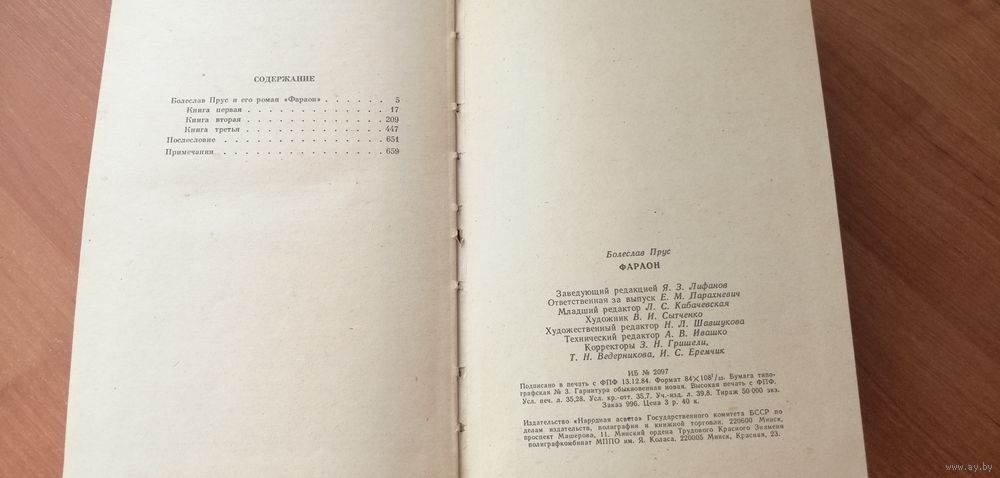 СОДЕРЖАНИЕ
Болеслав Прус и его роман «Фараон» . . . . . . 5
Книга первая . . . . . . . . . . . . . 17
Книга вторая . . . . . . . . . . . . . 209
Книга третья . . . . . . . . . . . . . 447
Послесловие . . . . . . . . . . . . . . 651
Примечания . . . . . . . . . . . . . . 659
Болеслав Прус
ФАРАОН
Заведующий редакцией Я. З. Лифанов
Ответственная за выпуск Е. М. Парахневич
Младший редактор Л. С. Кабачевская
Художник В. И. Сытченко
Художественный редактор Н. Л. Шавшукова
Технический редактор А. В. Ивашко
Корректоры З. Н. Гришели,
Т. Н. Ведерникова, И. С. Еремчик
ИБ № 2097
Подписано в печать с ФПФ 13.12.84. Формат 84×108¹/₃₂. Бумага типо-
графская № 3. Гарнитура обыкновенная новая. Высокая печать с ФПФ.
Усл. печ. л. 35,28. Усл. кр.-отт. 35,7. Уч.-изд. л. 39,8. Тираж 50 000 экз.
Заказ 996. Цена 3 р. 40 к.
Издательство «Народная асвета» Государственного комитета БССР по
делам издательств, полиграфии и книжной торговли. 220600 Минск,
проспект Машерова, 11. Минский ордена Трудового Красного Знамени
полиграфкомбинат МППО им. Я. Коласа. 220005 Минск, Красная, 23.
www.ay.by